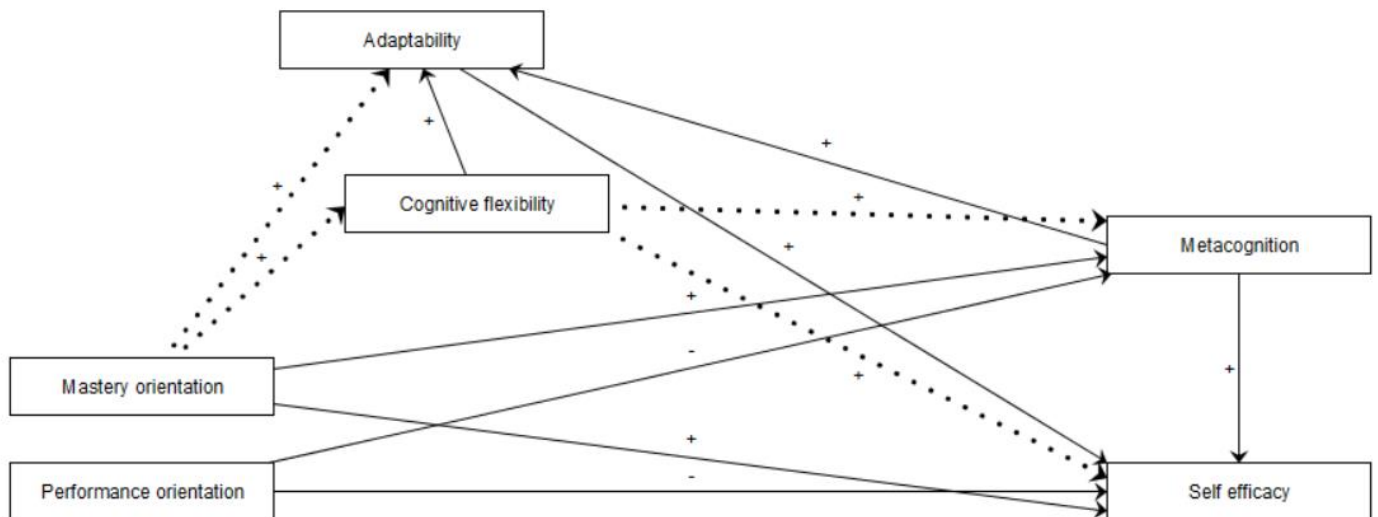 Adaptability
+
+
Cognitive flexibility
+
+
+
+
Metacognition
+
-
+
+
Mastery orientation
+
-
Performance orientation
Self efficacy